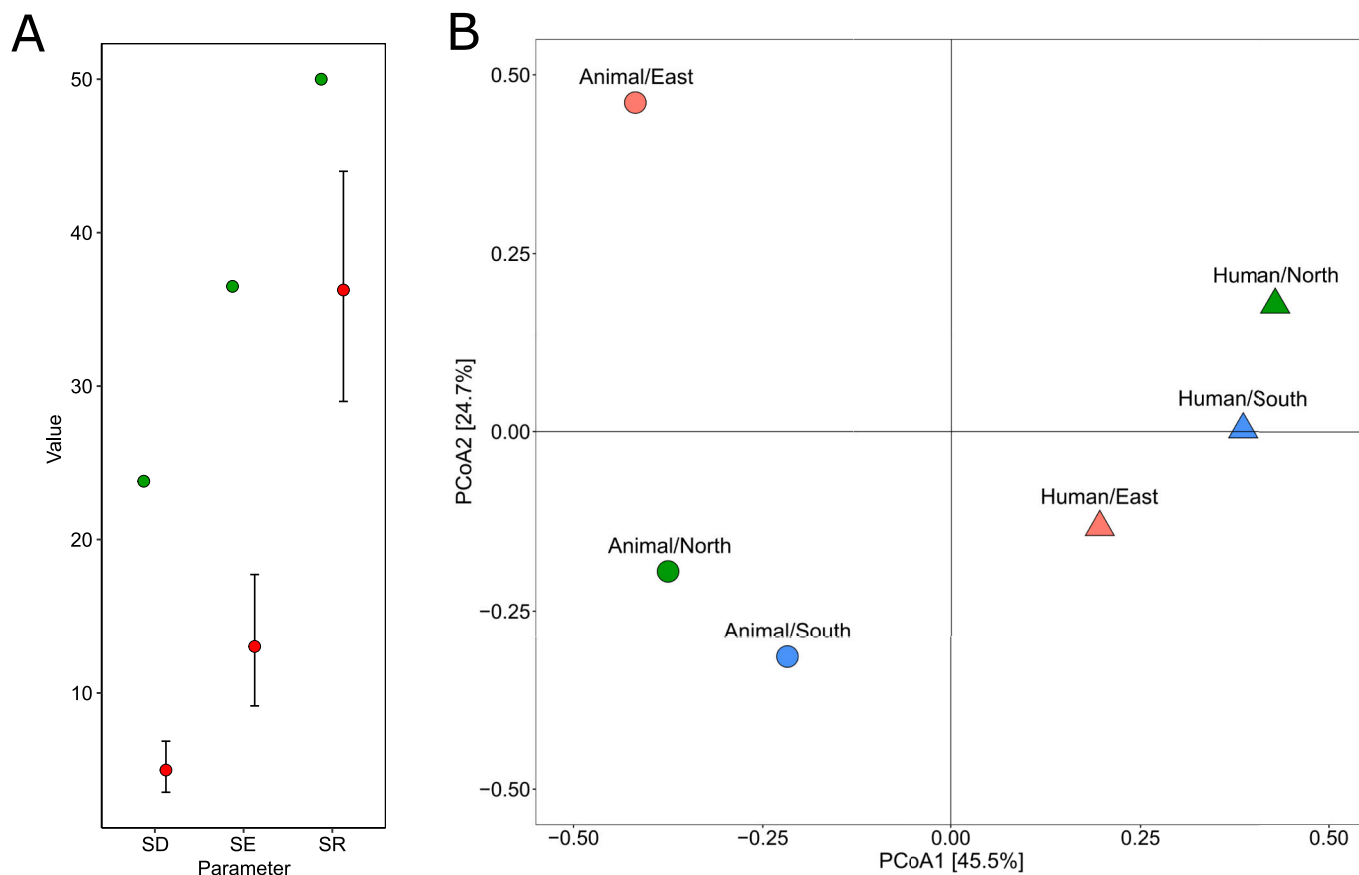 A
50
40
30
20
10
Value
SD SE SR
Parameter
B
0.50
0.25
0.00
−0.25
−0.50
PCoA2 [24.7%]
Animal/East
Human/North
Human/South
Human/East
Animal/North
Animal/South
−0.50 −0.25 0.00 0.25 0.50
PCoA1 [45.5%]